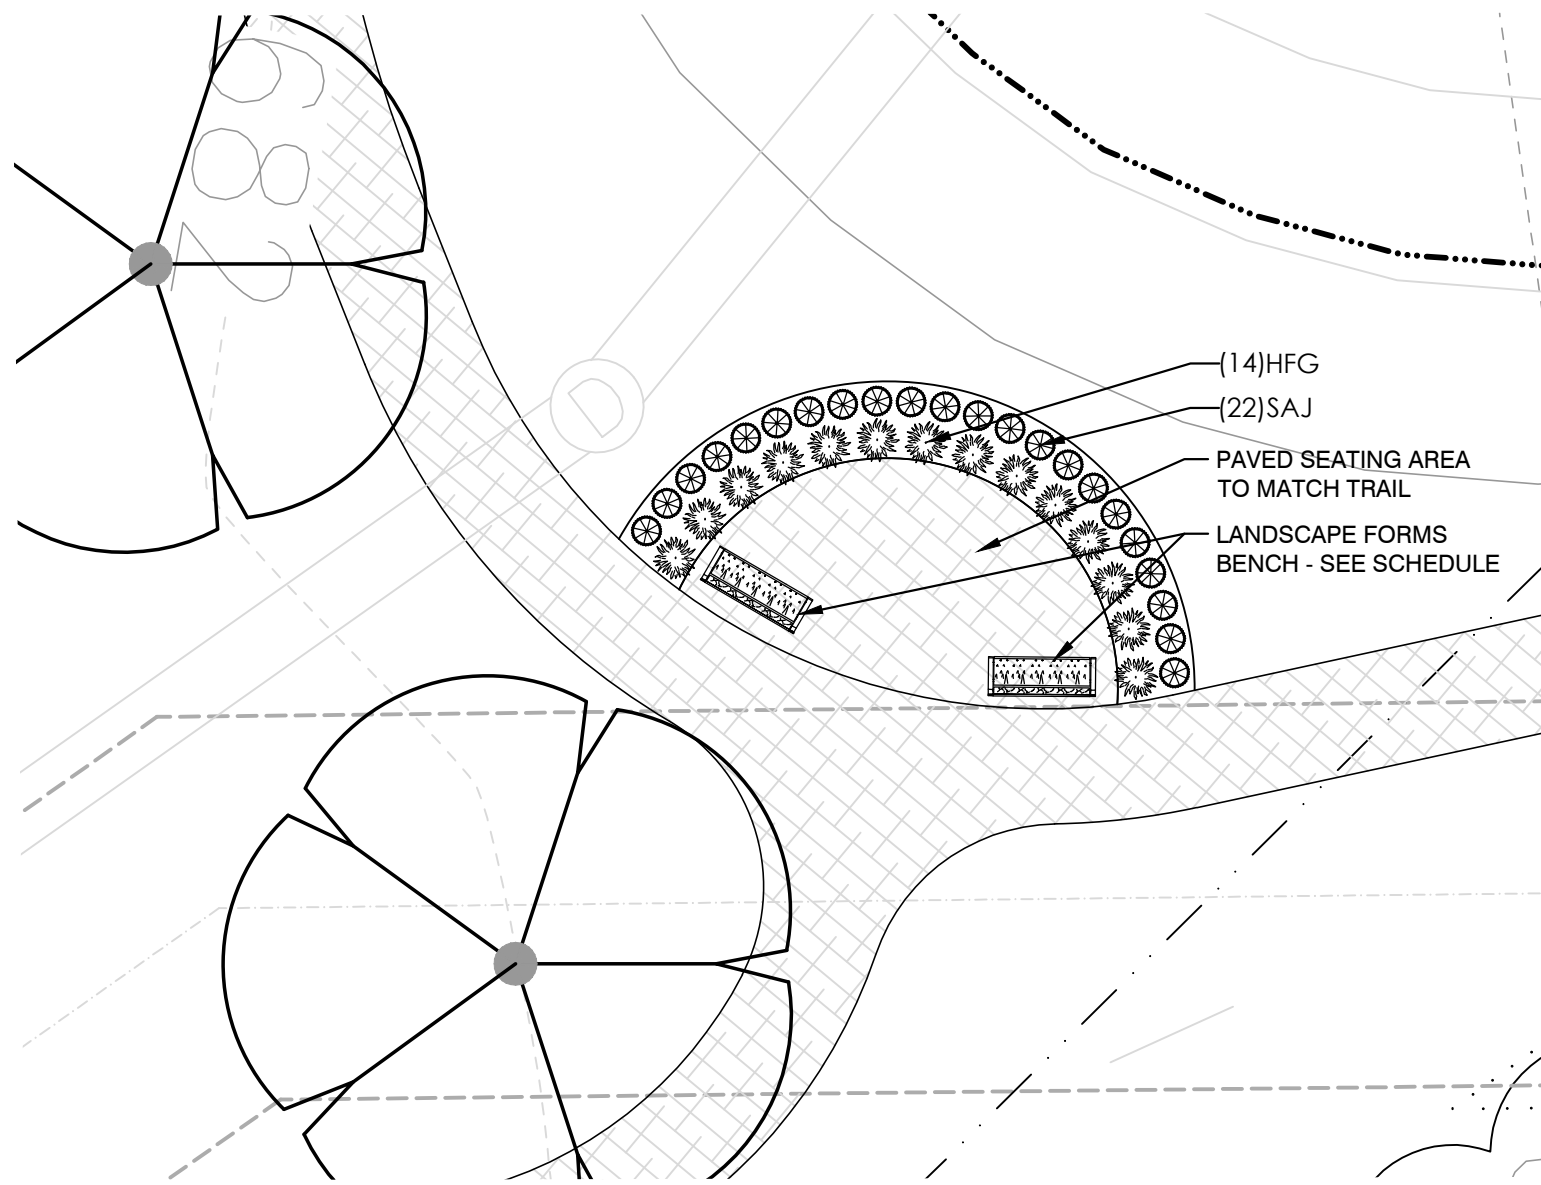 (14)HFG
(22)SAJ
PAVED SEATING AREA
TO MATCH TRAIL
LANDSCAPE FORMS
BENCH - SEE SCHEDULE
D